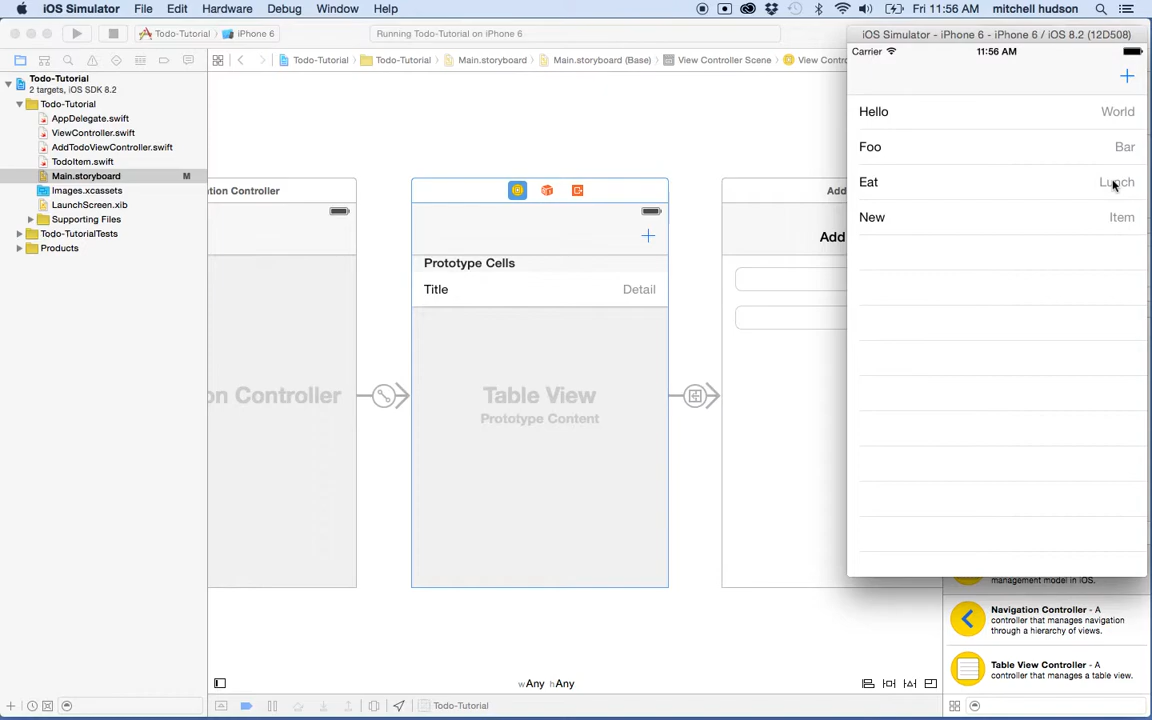 iOS Simulator File Edit Hardware Debug Window Help Fri 11:56 AM mitchell hudson
Todo-Tutorial iPhone 6 Running Todo-Tutorial on iPhone 6
iOS Simulator - iPhone 6 - iPhone 6 / iOS 8.2 (12D508)
Carrier 11:56 AM
+
Hello World
Foo Bar
Eat Lunch
New Item
Todo-Tutorial
2 targets, iOS SDK 8.2
Todo-Tutorial
AppDelegate.swift
ViewController.swift
AddTodoViewController.swift
TodoItem.swift
Main.storyboard M
Images.xcassets
LaunchScreen.xib
Supporting Files
Todo-TutorialTests
Products
Todo-Tutorial Todo-Tutorial Main.storyboard Main.storyboard (Base) View Controller Scene View Cont
tion Controller
on Controller
+
Prototype Cells
Title Detail
Table View
Prototype Content
Add
Add
management model in iOS.
Navigation Controller - A
controller that manages navigation
through a hierarchy of views.
Table View Controller - A
controller that manages a table view.
wAny hAny
Todo-Tutorial